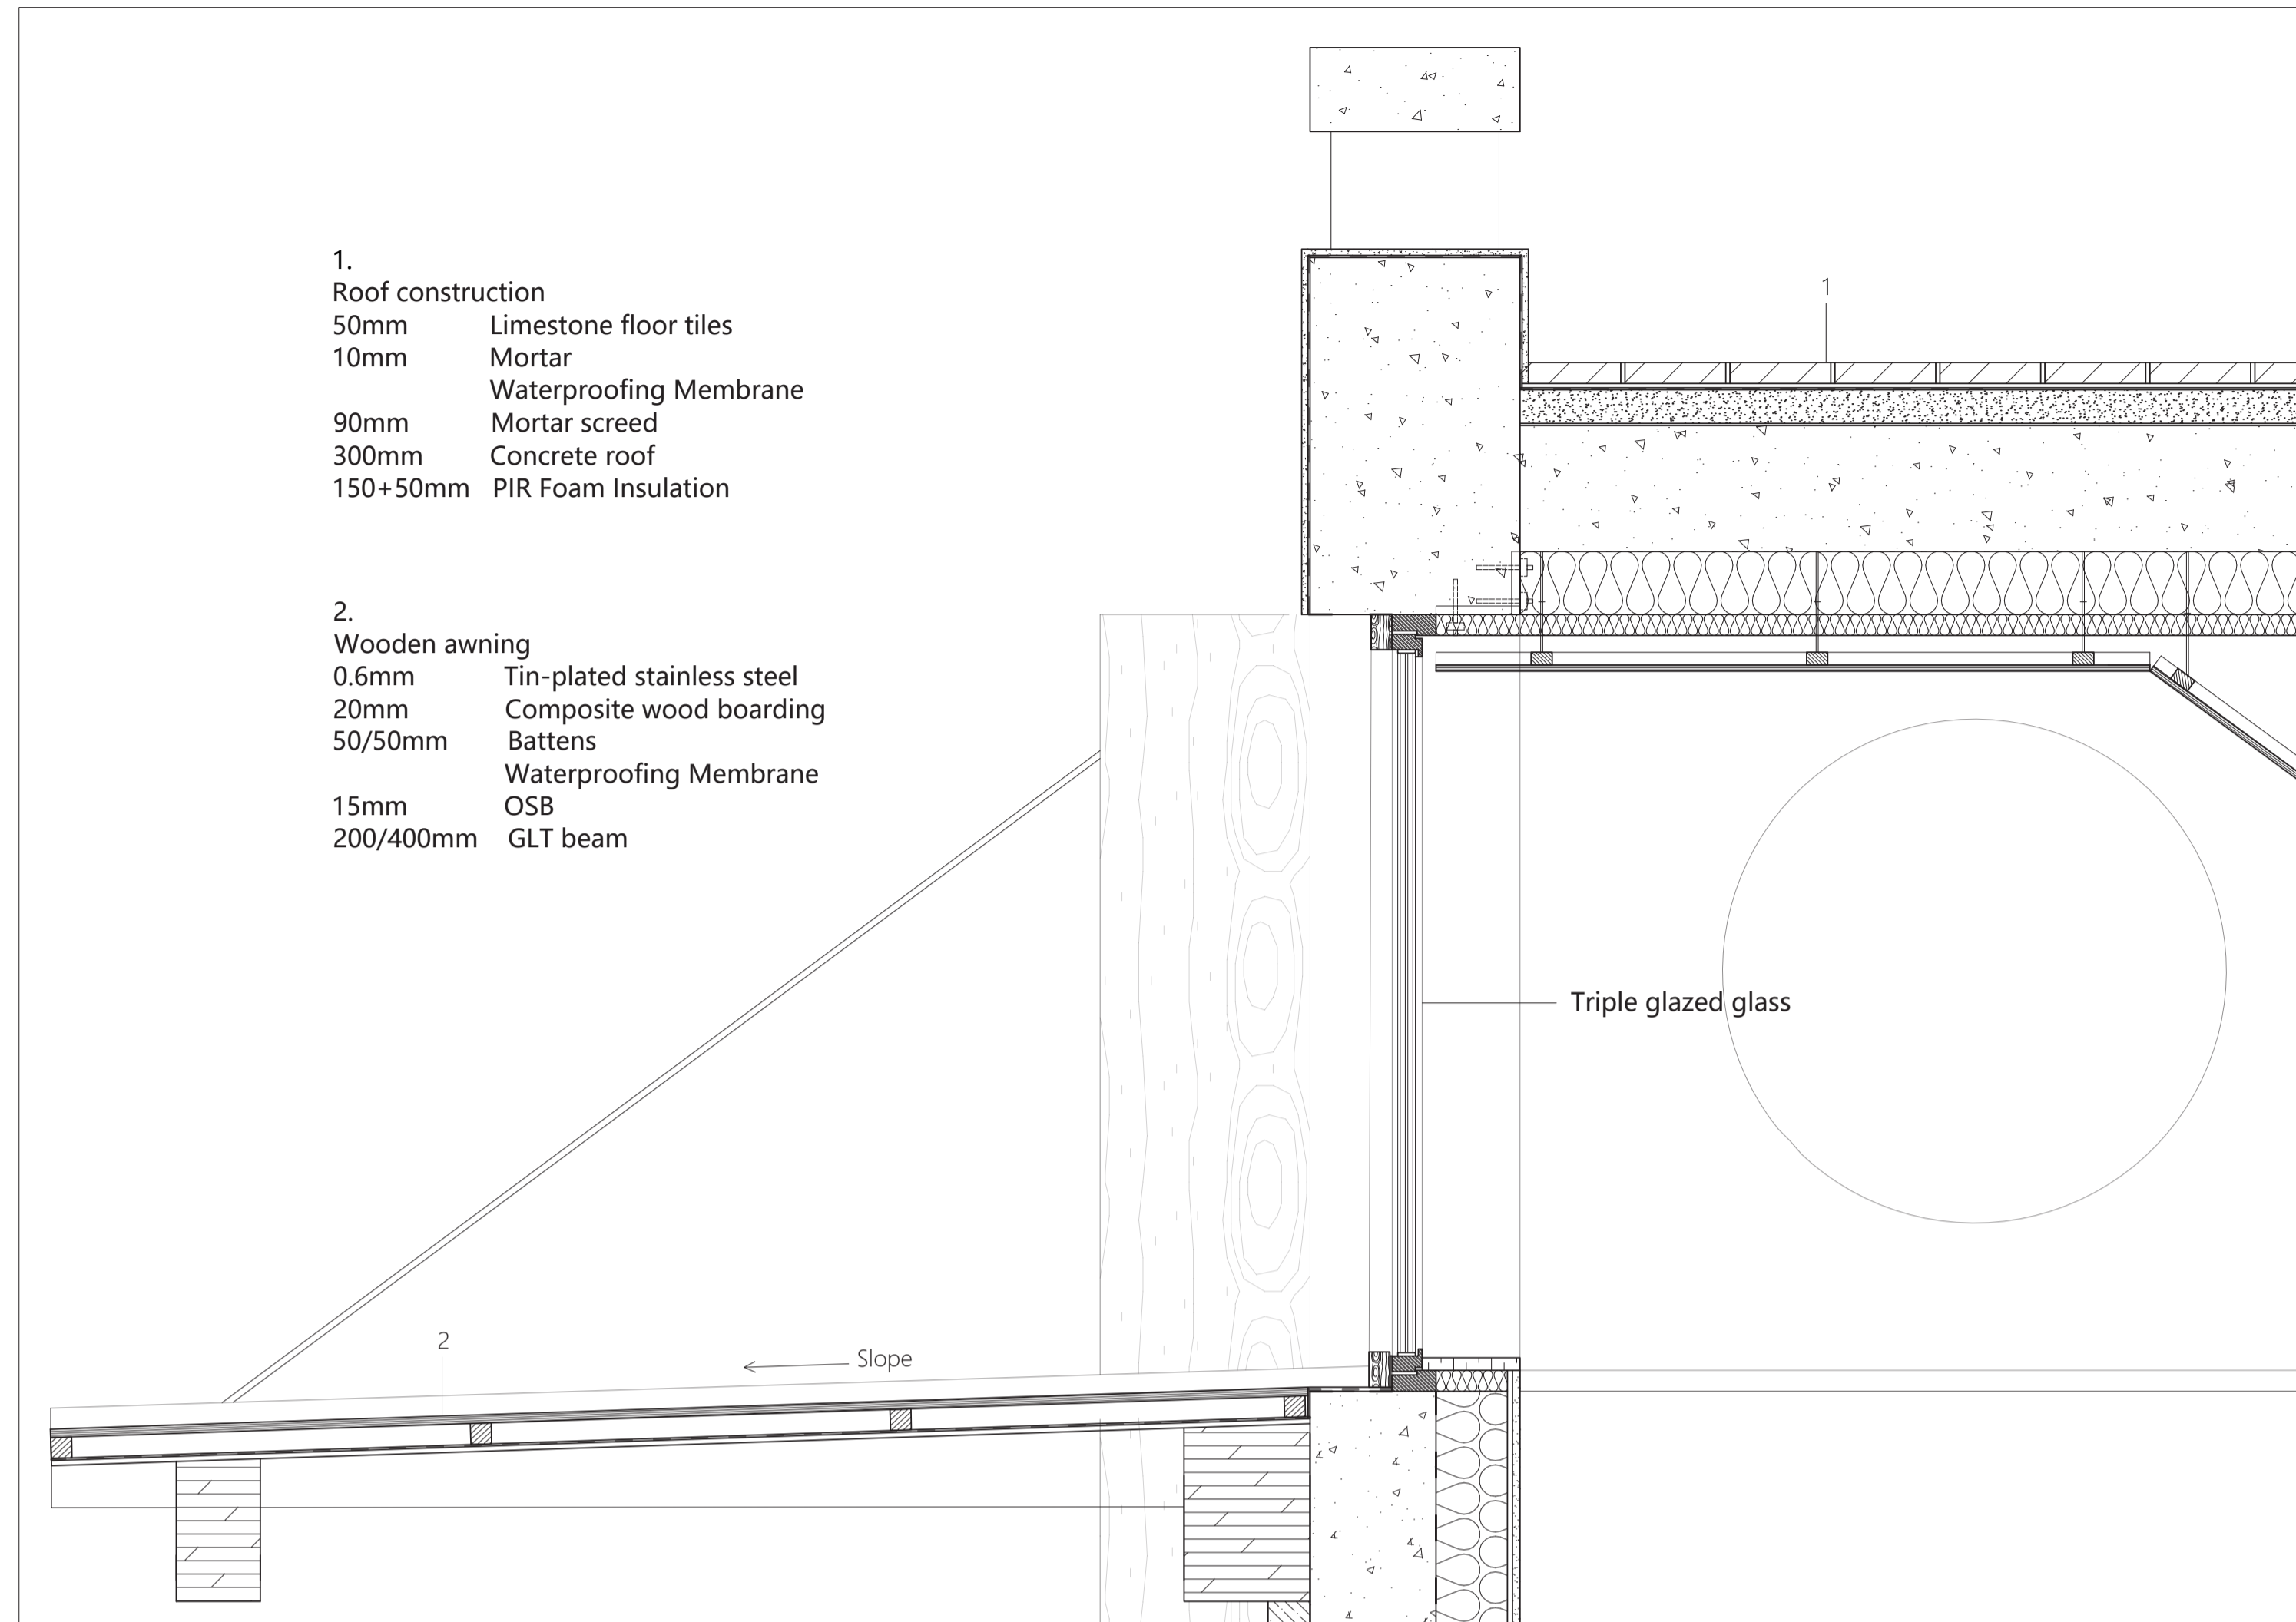 1.
Roof construction
50mm Limestone floor tiles
10mm Mortar
Waterproofing Membrane
90mm Mortar screed
300mm Concrete roof
150+50mm PIR Foam Insulation
2.
Wooden awning
0.6mm Tin-plated stainless steel
20mm Composite wood boarding
50/50mm Battens
Waterproofing Membrane
15mm OSB
200/400mm GLT beam
1
Triple glazed glass
2
Slope